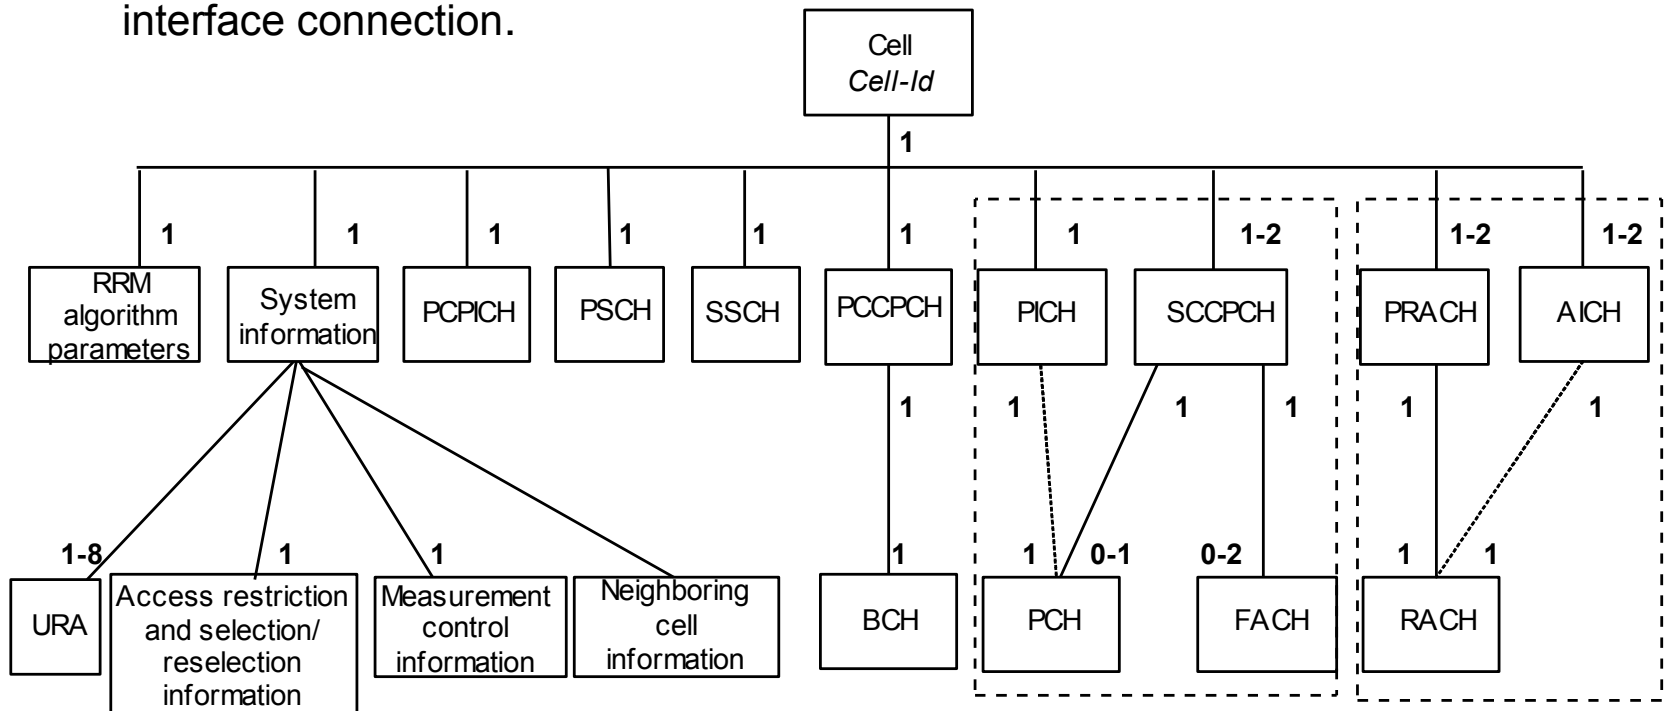 interface connection.
Cell
Cell-Id
1
1
1
1
1
1
1
1
1-2
1-2
1-2
RRM
algorithm
parameters
System
information
PCPICH
PSCH
SSCH
PCCPCH
PICH
SCCPCH
PRACH
AICH
1
1
1
1
1
1
1-8
1
1
1
1
0-1
0-2
1
1
URA
Access restriction
and selection/
reselection
information
Measurement
control
information
Neighboring
cell
information
BCH
PCH
FACH
RACH